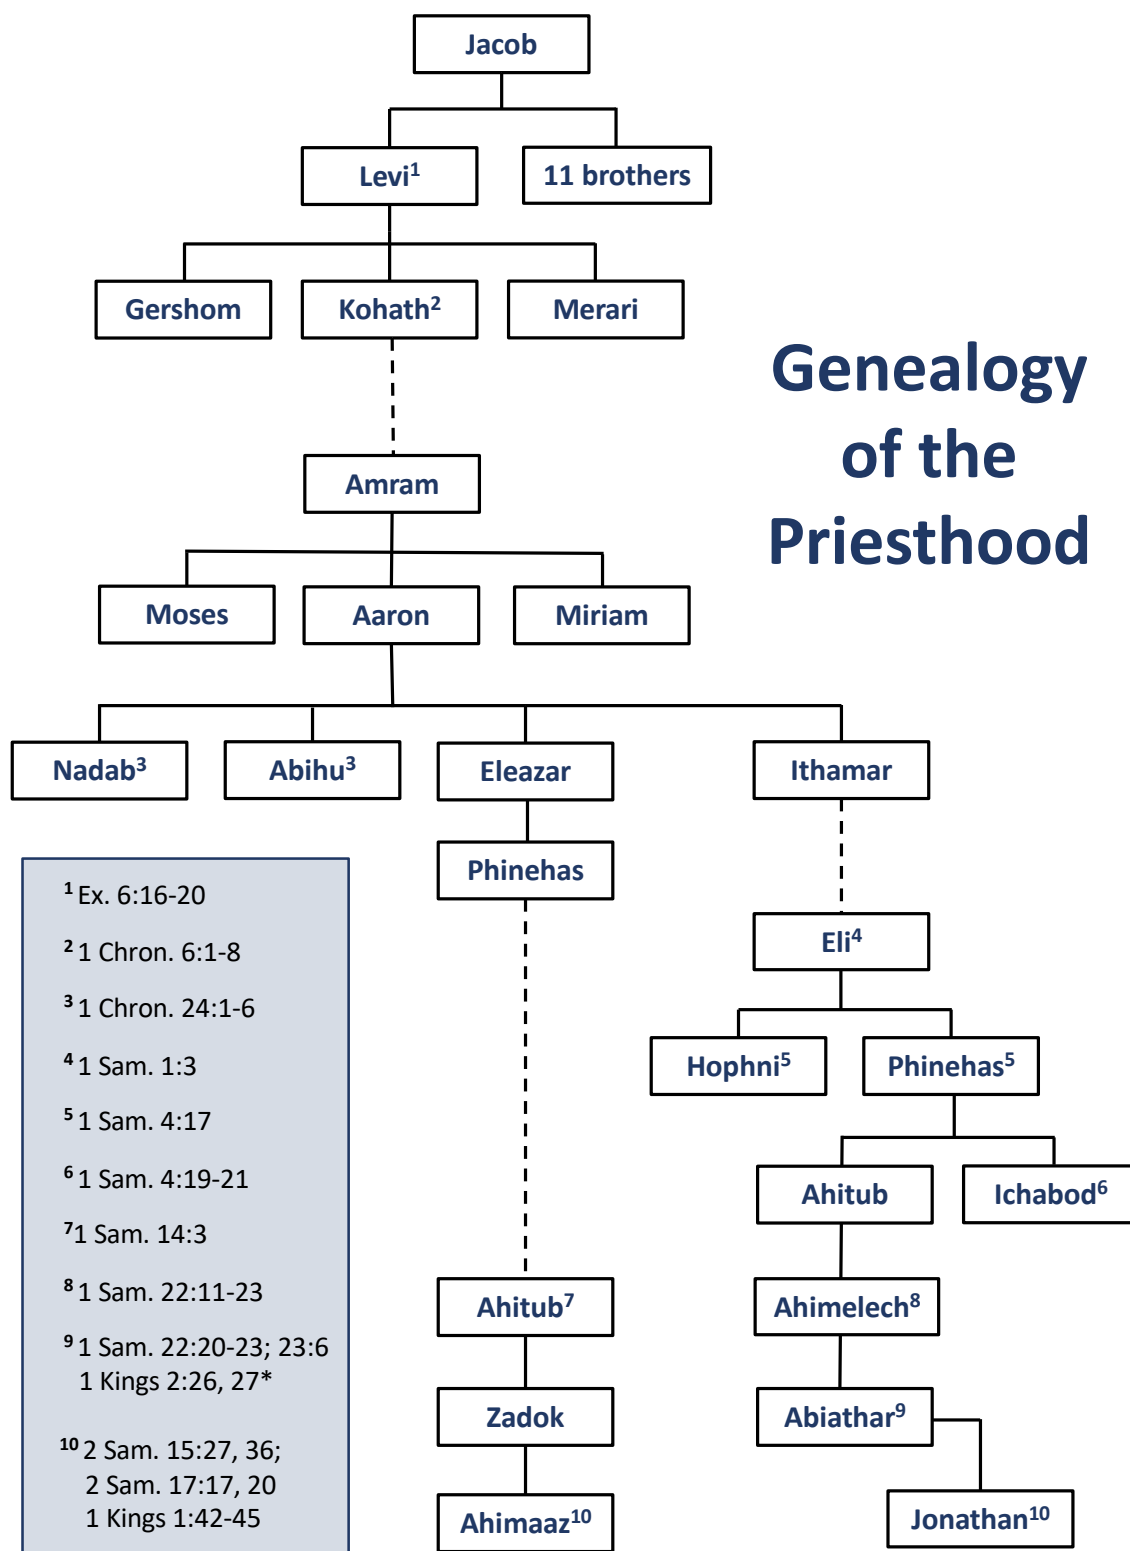 Jacob
Levi¹
11 brothers
Gershom
Kohath²
Merari
Genealogy
of the
Priesthood
Amram
Moses
Aaron
Miriam
Nadab³
Abihu³
Eleazar
Ithamar
Phinehas
Eli⁴
Hophni⁵
Phinehas⁵
Ahitub
Ichabod⁶
Ahitub⁷
Ahimelech⁸
Zadok
Abiathar⁹
Ahimaaz¹⁰
Jonathan¹⁰
¹ Ex. 6:16-20
² 1 Chron. 6:1-8
³ 1 Chron. 24:1-6
⁴ 1 Sam. 1:3
⁵ 1 Sam. 4:17
⁶ 1 Sam. 4:19-21
⁷1 Sam. 14:3
⁸ 1 Sam. 22:11-23
⁹ 1 Sam. 22:20-23; 23:6
1 Kings 2:26, 27*
¹⁰ 2 Sam. 15:27, 36;
2 Sam. 17:17, 20
1 Kings 1:42-45